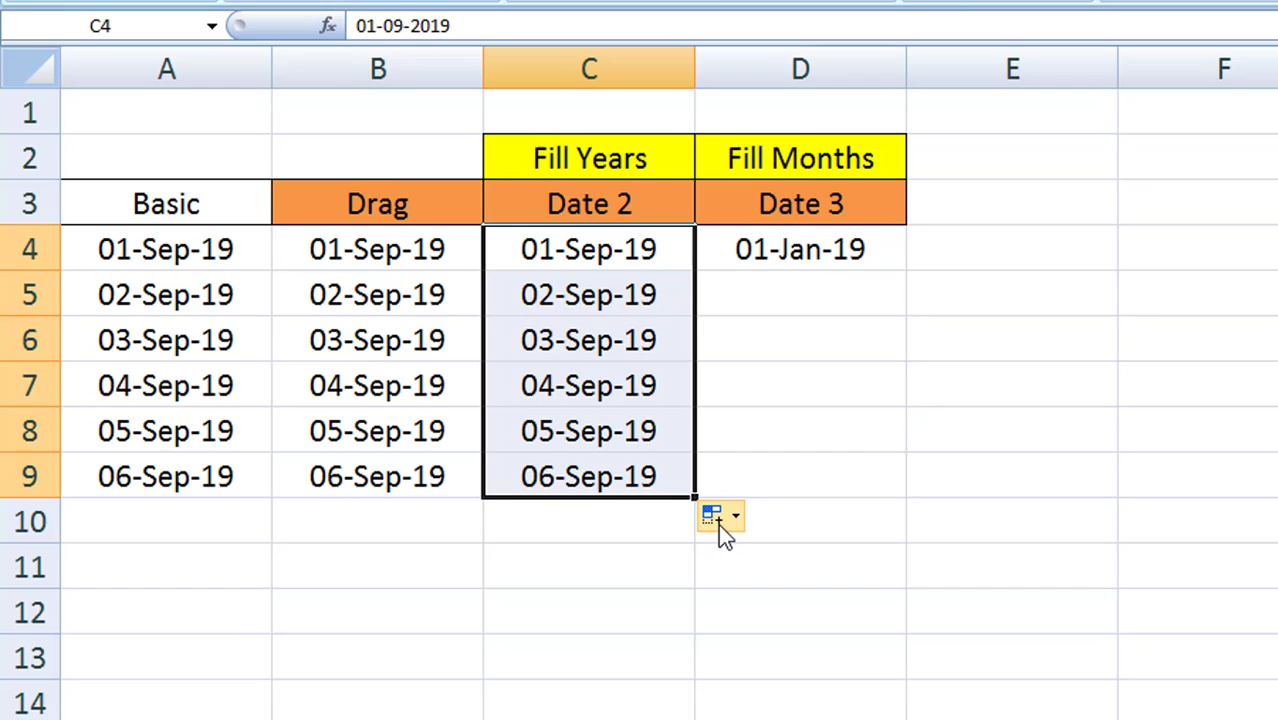 C4 fx 01-09-2019
A B C D E F
1
2 Fill Years Fill Months
3 Basic Drag Date 2 Date 3
4 01-Sep-19 01-Sep-19 01-Sep-19 01-Jan-19
5 02-Sep-19 02-Sep-19 02-Sep-19
6 03-Sep-19 03-Sep-19 03-Sep-19
7 04-Sep-19 04-Sep-19 04-Sep-19
8 05-Sep-19 05-Sep-19 05-Sep-19
9 06-Sep-19 06-Sep-19 06-Sep-19
10
11
12
13
14